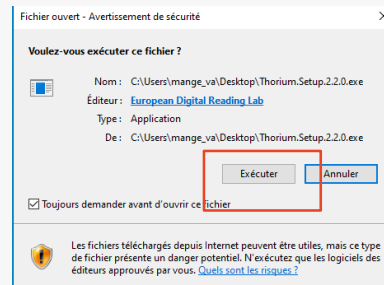 Fichier ouvert - Avertissement de sécurité
Voulez-vous exécuter ce fichier ?
Nom : C:\Users\mange_va\Desktop\Thorium.Setup.2.2.0.exe
Éditeur : European Digital Reading Lab
Type : Application
De : C:\Users\mange_va\Desktop\Thorium.Setup.2.2.0.exe
Exécuter Annuler
Toujours demander avant d'ouvrir ce fichier
Les fichiers téléchargés depuis Internet peuvent être utiles, mais ce type
de fichier présente un danger potentiel. N'exécutez que les logiciels des
éditeurs approuvés par vous. Quels sont les risques ?